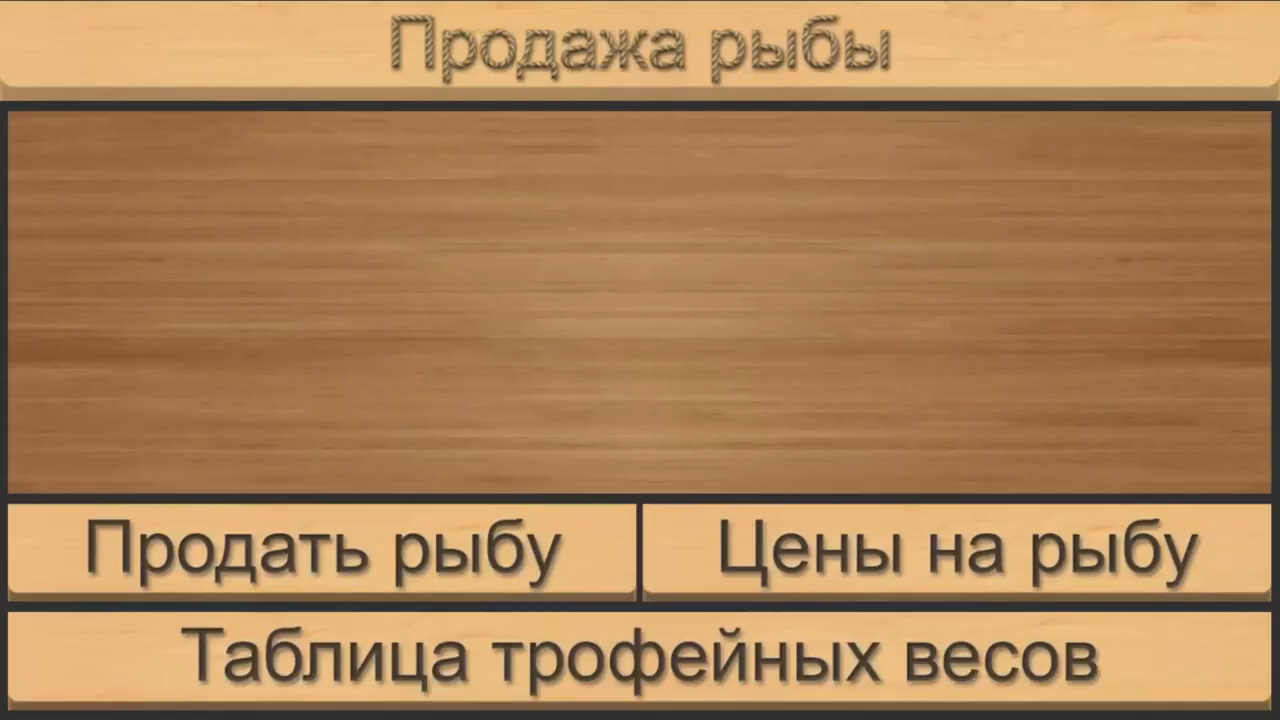 Продажа рыбы
Продать рыбу
Цены на рыбу
Таблица трофейных весов